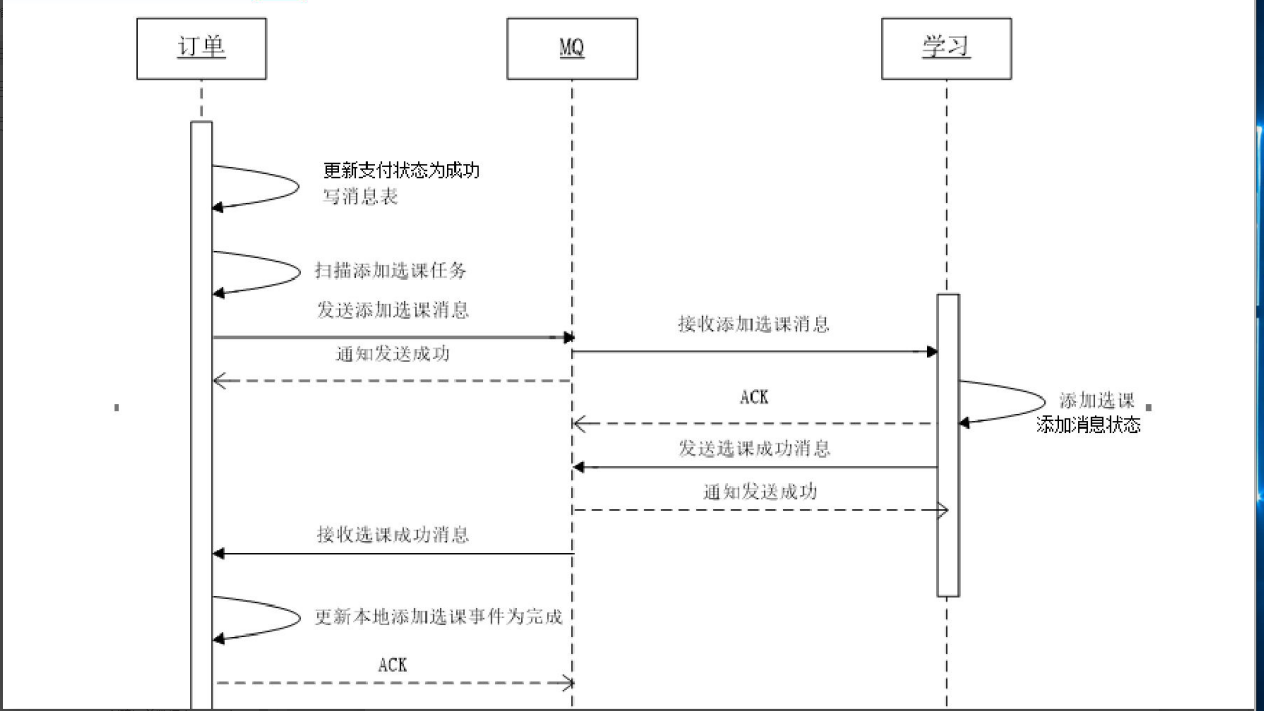 订单
MQ
学习
更新支付状态为成功
写消息表
扫描添加选课任务
发送添加选课消息
接收添加选课消息
通知发送成功
ACK
添加选课
添加消息状态
发送选课成功消息
通知发送成功
接收选课成功消息
更新本地添加选课事件为完成
ACK